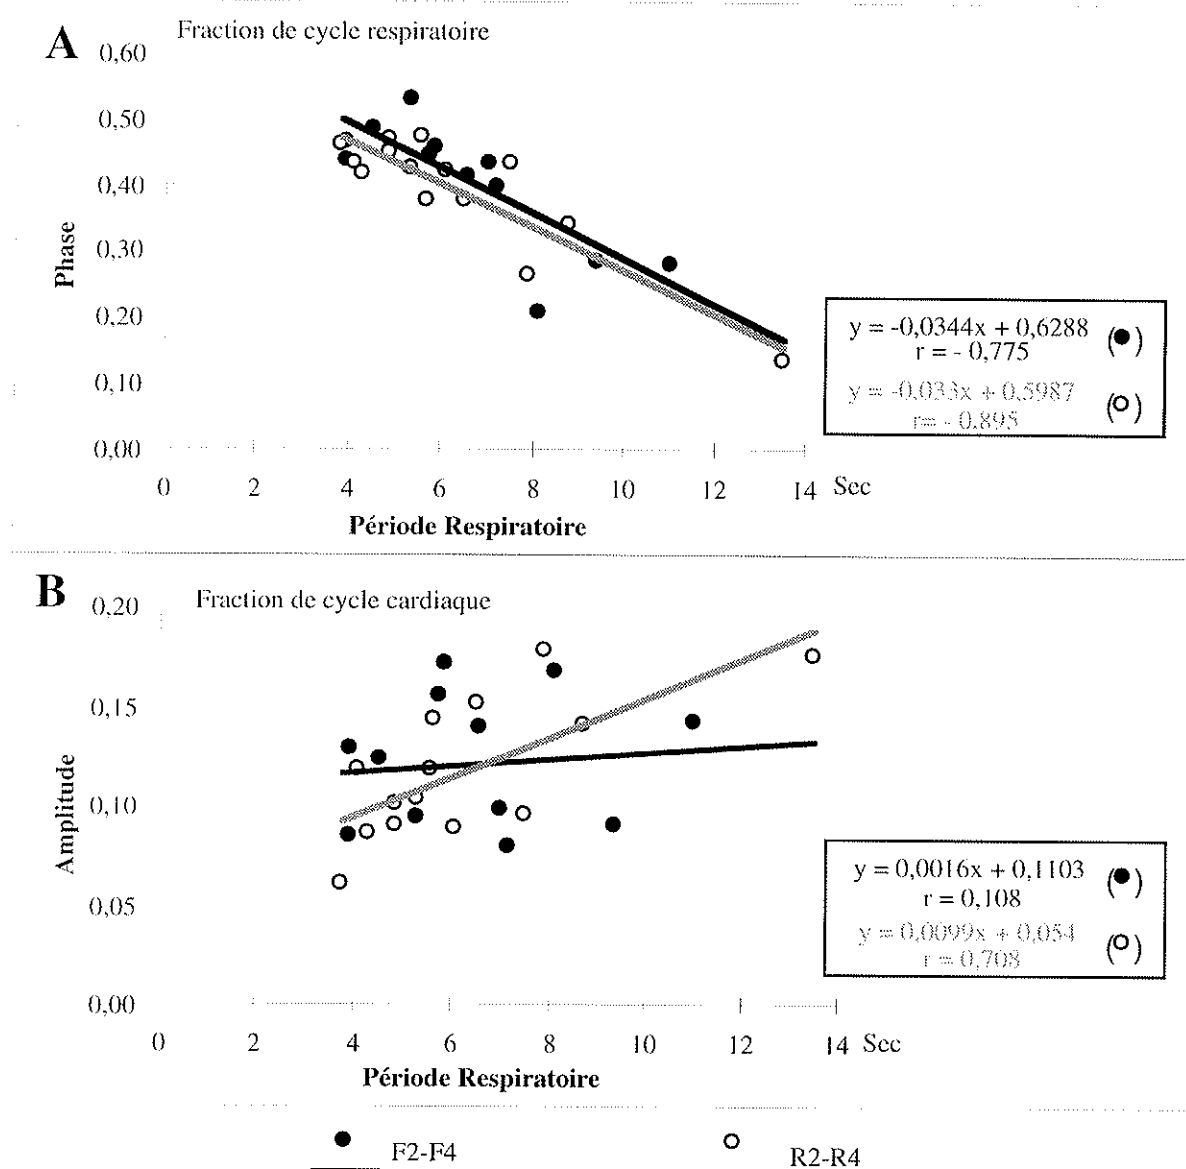 A
Fraction de cycle respiratoire
0,60
0,50
0,40
0,30
0,20
0,10
0,00
Phase
0 2 4 6 8 10 12 14 Sec
Période Respiratoire
y = -0,0344x + 0,6288 (●)
r = - 0,775
y = -0,033x + 0,5987 (o)
r= - 0,895
B
Fraction de cycle cardiaque
0,20
0,15
0,10
0,05
0,00
Amplitude
0 2 4 6 8 10 12 14 Sec
Période Respiratoire
y = 0,0016x + 0,1103 (●)
r = 0,108
y = 0,0099x + 0,054 (o)
r = 0,708
F2-F4
R2-R4